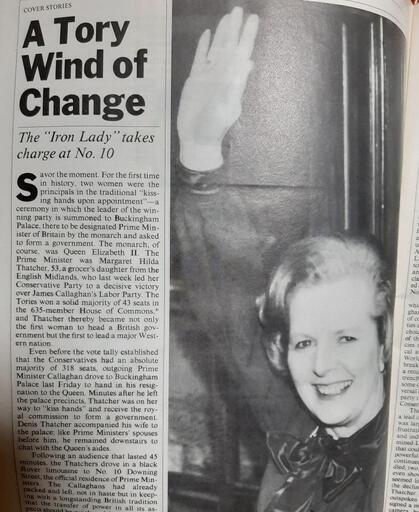 COVER STORIES
A Tory
Wind of
Change
The "Iron Lady" takes
charge at No. 10
Savor the moment. For the first time
in history, two women were the
principals in the traditional "kiss-
ing hands upon appointment"—a
ceremony in which the leader of the win-
ning party is summoned to Buckingham
Palace, there to be designated Prime Min-
ister of Britain by the monarch and asked
to form a government. The monarch, of
course, was Queen Elizabeth II. The
Prime Minister was Margaret Hilda
Thatcher, 53, a grocer's daughter from the
English Midlands, who last week led her
Conservative Party to a decisive victory
over James Callaghan's Labor Party. The
Tories won a solid majority of 43 seats in
the 635-member House of Commons,*
and Thatcher thereby became not only
the first woman to head a British gov-
ernment but the first to lead a major West-
ern nation.
Even before the vote tally established
that the Conservatives had an absolute
majority of 318 seats, outgoing Prime
Minister Callaghan drove to Buckingham
Palace last Friday to hand in his resig-
nation to the Queen. Minutes after he left
the palace precincts, Thatcher was on her
way to "kiss hands" and receive the roy-
al commission to form a government.
Denis Thatcher accompanied his wife to
the palace; like Prime Ministers' spouses
before him, he remained downstairs to
chat with the Queen's aides.
Following an audience that lasted 45
minutes, the Thatchers drove in a black
Rover limousine to No. 10 Downing
Street, the official residence of Prime Min-
isters. The Callaghans had already
packed and left, not in haste but in keep-
ing with a longstanding British tradition
that the transfer of power in all its as-